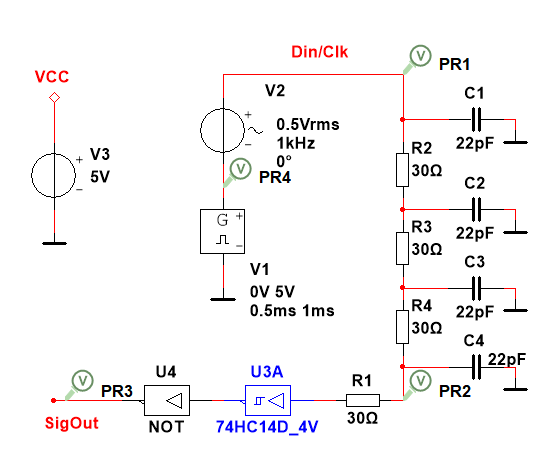 Din/Clk
V
PR1
VCC
V2
C1
+
0.5Vrms
1kHz
0°
22pF
V3
5V
+
−
R2
30Ω
−
V
PR4
C2
G
+
−
22pF
R3
30Ω
V1
0V 5V
0.5ms 1ms
C3
22pF
R4
30Ω
C4
22pF
V
PR3
U4
U3A
R1
V
PR2
SigOut
NOT
74HC14D_4V
30Ω